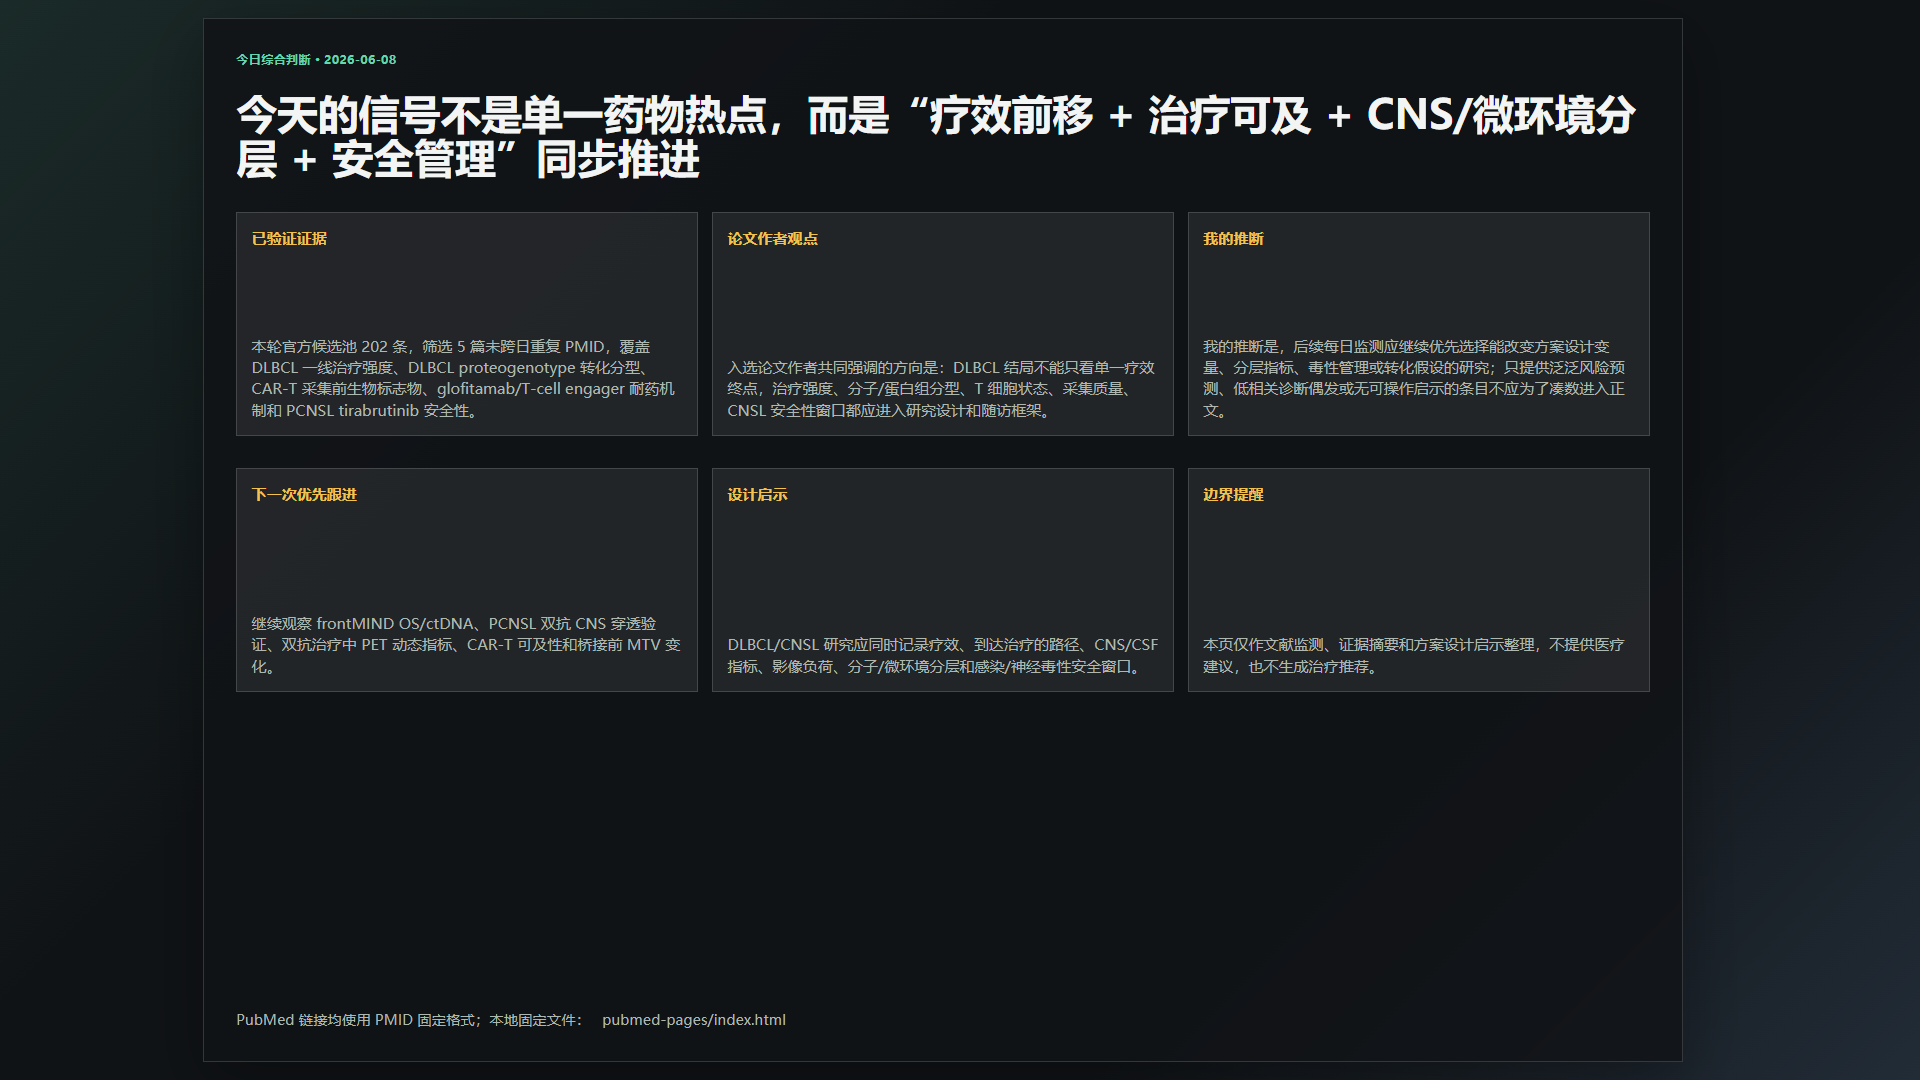 今日综合判断 • 2026-06-08
今天的信号不是单一药物热点，而是“疗效前移 + 治疗可及 + CNS/微环境分
层 + 安全管理”同步推进
已验证证据
本轮官方候选池 202 条，筛选 5 篇未跨日重复 PMID，覆盖
DLBCL 一线治疗强度、DLBCL proteogenotype 转化分型、
CAR-T 采集前生物标志物、glofitamab/T-cell engager 耐药机
制和 PCNSL tirabrutinib 安全性。
论文作者观点
入选论文作者共同强调的方向是：DLBCL 结局不能只看单一疗效
终点，治疗强度、分子/蛋白组分型、T 细胞状态、采集质量、
CNSL 安全性窗口都应进入研究设计和随访框架。
我的推断
我的推断是，后续每日监测应继续优先选择能改变方案设计变
量、分层指标、毒性管理或转化假设的研究；只提供泛泛风险预
测、低相关诊断偶发或无可操作启示的条目不应为了凑数进入正
文。
下一次优先跟进
继续观察 frontMIND OS/ctDNA、PCNSL 双抗 CNS 穿透验
证、双抗治疗中 PET 动态指标、CAR-T 可及性和桥接前 MTV 变
化。
设计启示
DLBCL/CNSL 研究应同时记录疗效、到达治疗的路径、CNS/CSF
指标、影像负荷、分子/微环境分层和感染/神经毒性安全窗口。
边界提醒
本页仅作文献监测、证据摘要和方案设计启示整理，不提供医疗
建议，也不生成治疗推荐。
PubMed 链接均使用 PMID 固定格式；本地固定文件： pubmed-pages/index.html